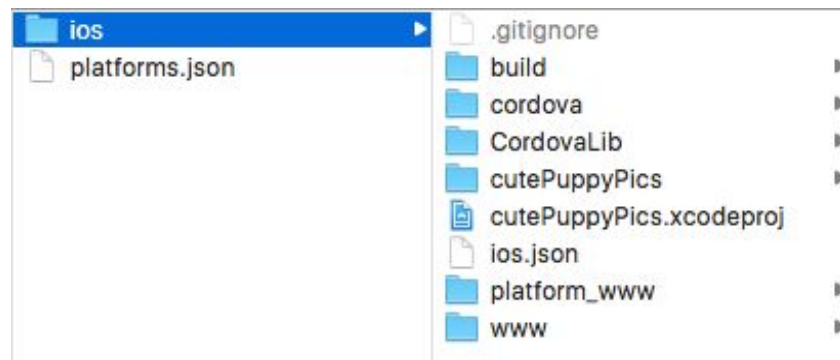 ios
platforms.json
.gitignore
build
cordova
CordovaLib
cutePuppyPics
cutePuppyPics.xcodeproj
ios.json
platform_www
www